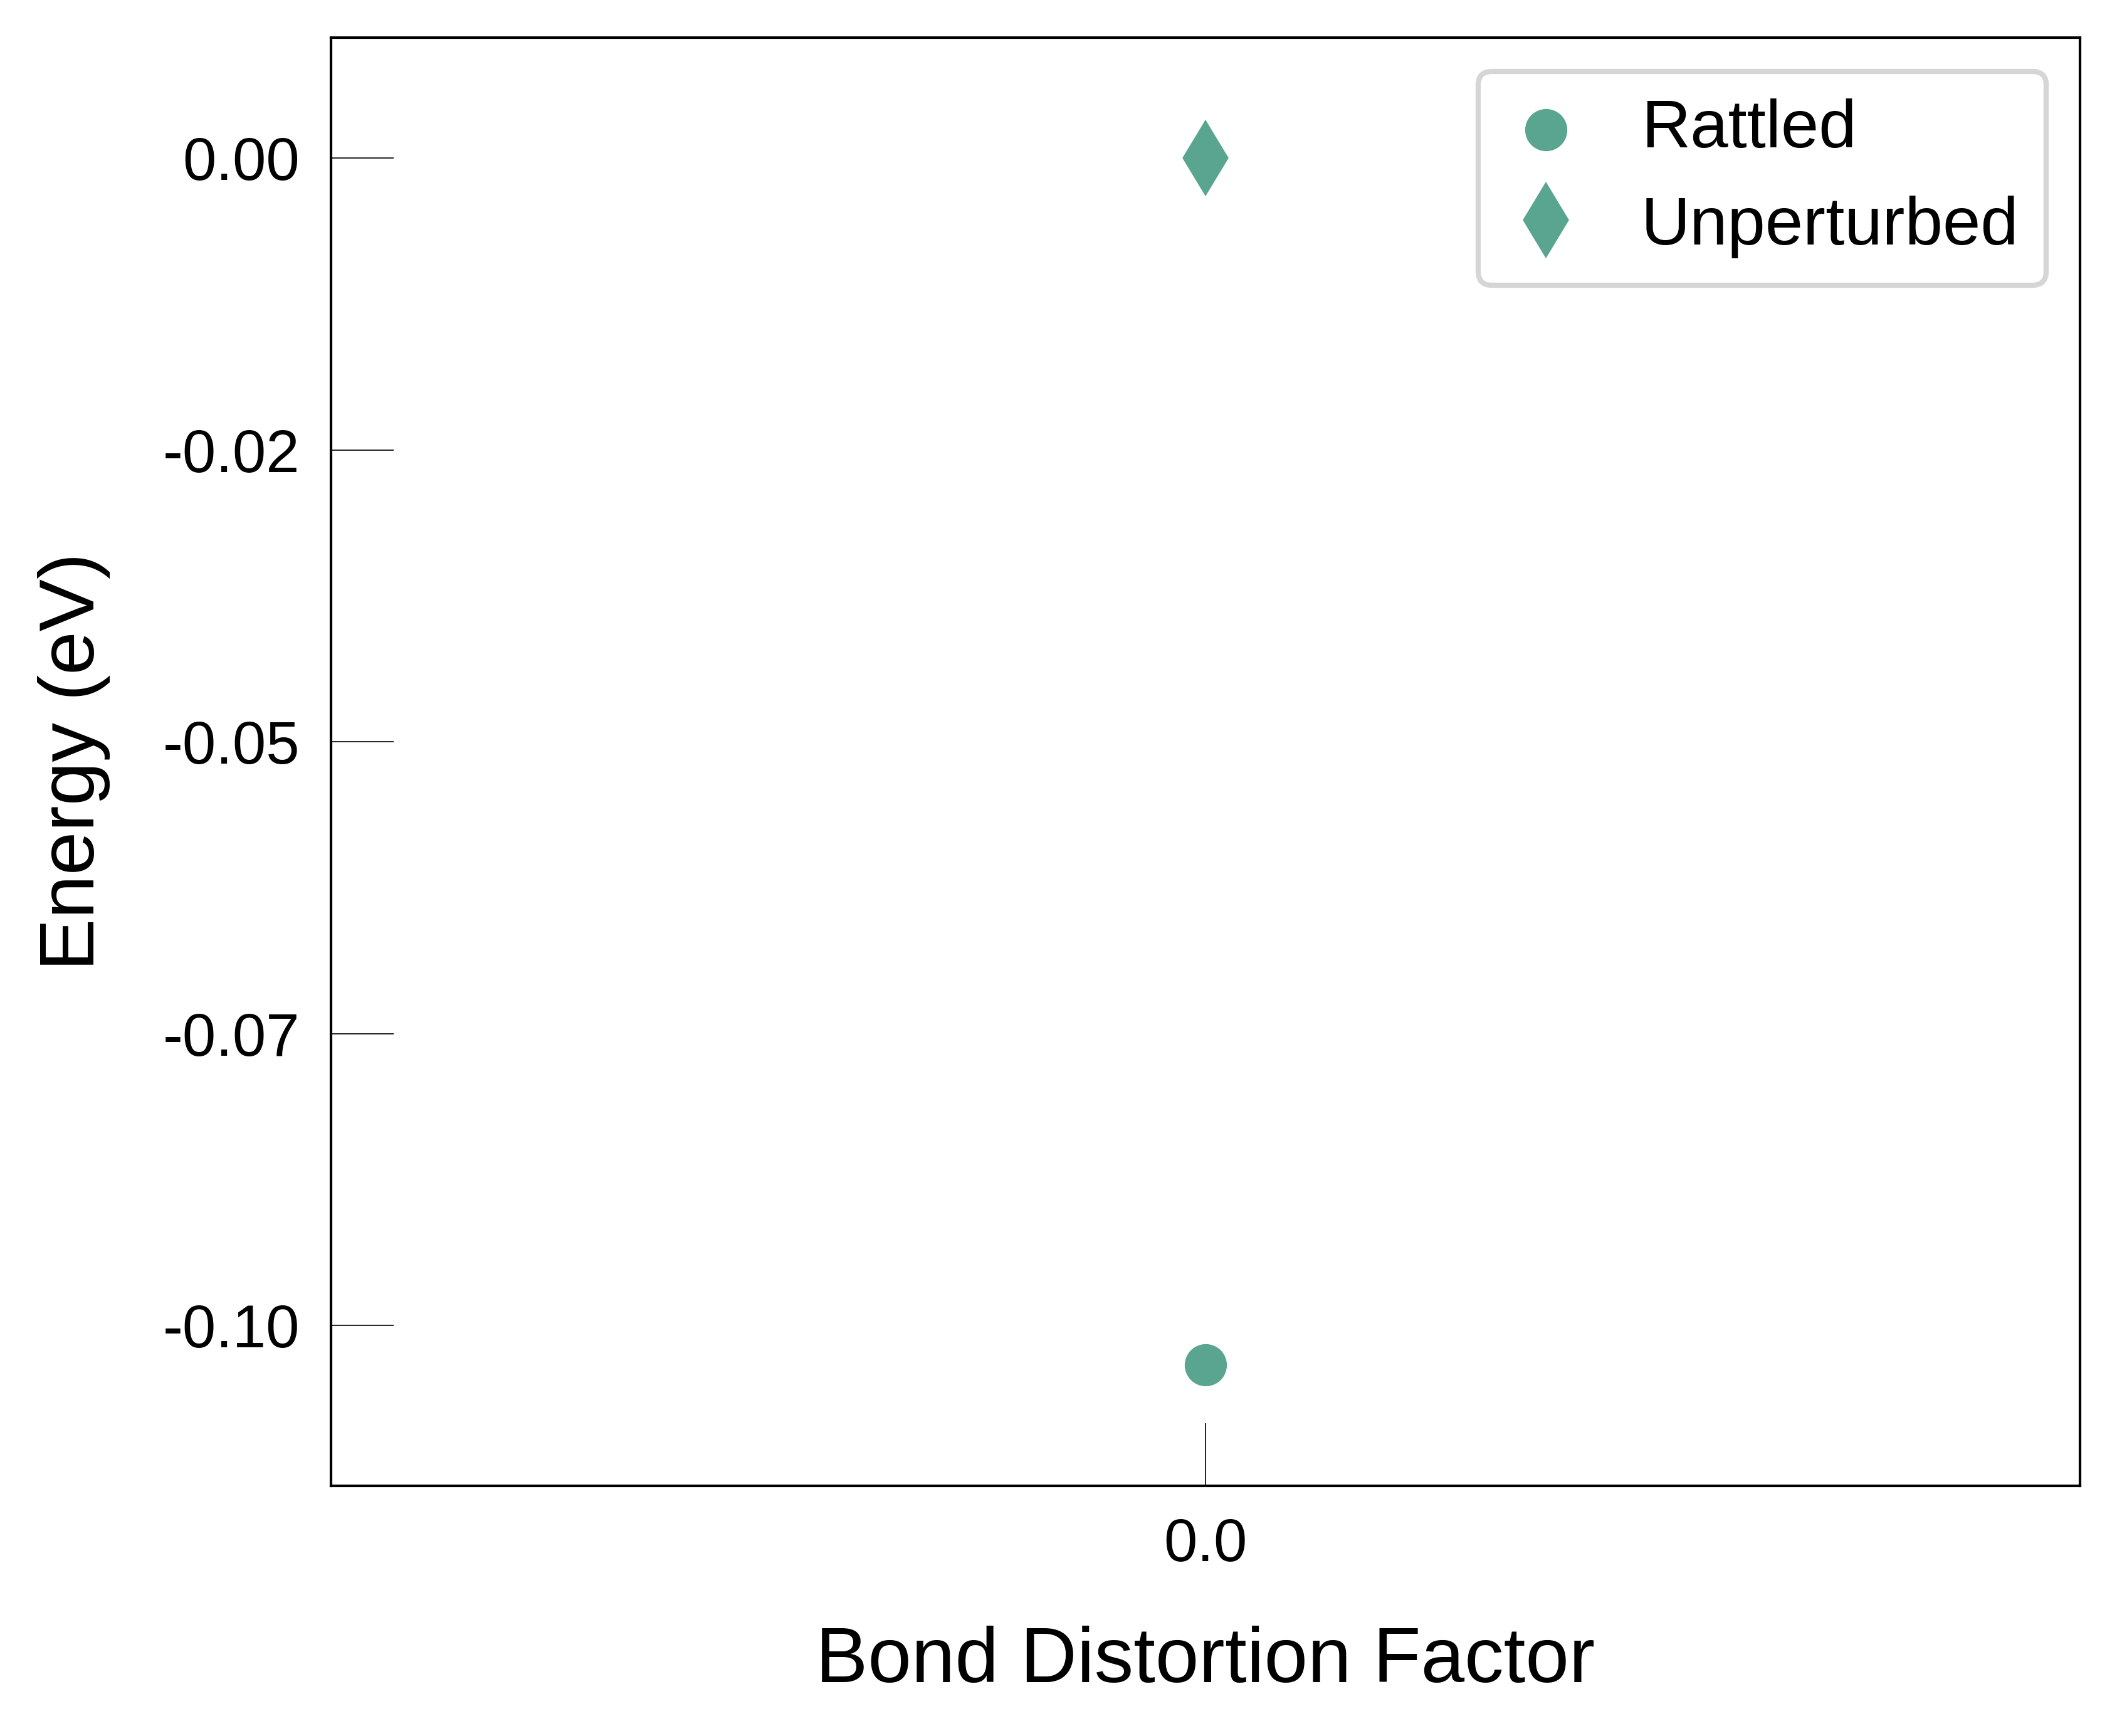 Rattled
Unperturbed
0.00
-0.02
-0.05
-0.07
-0.10
Energy (eV)
0.0
Bond Distortion Factor